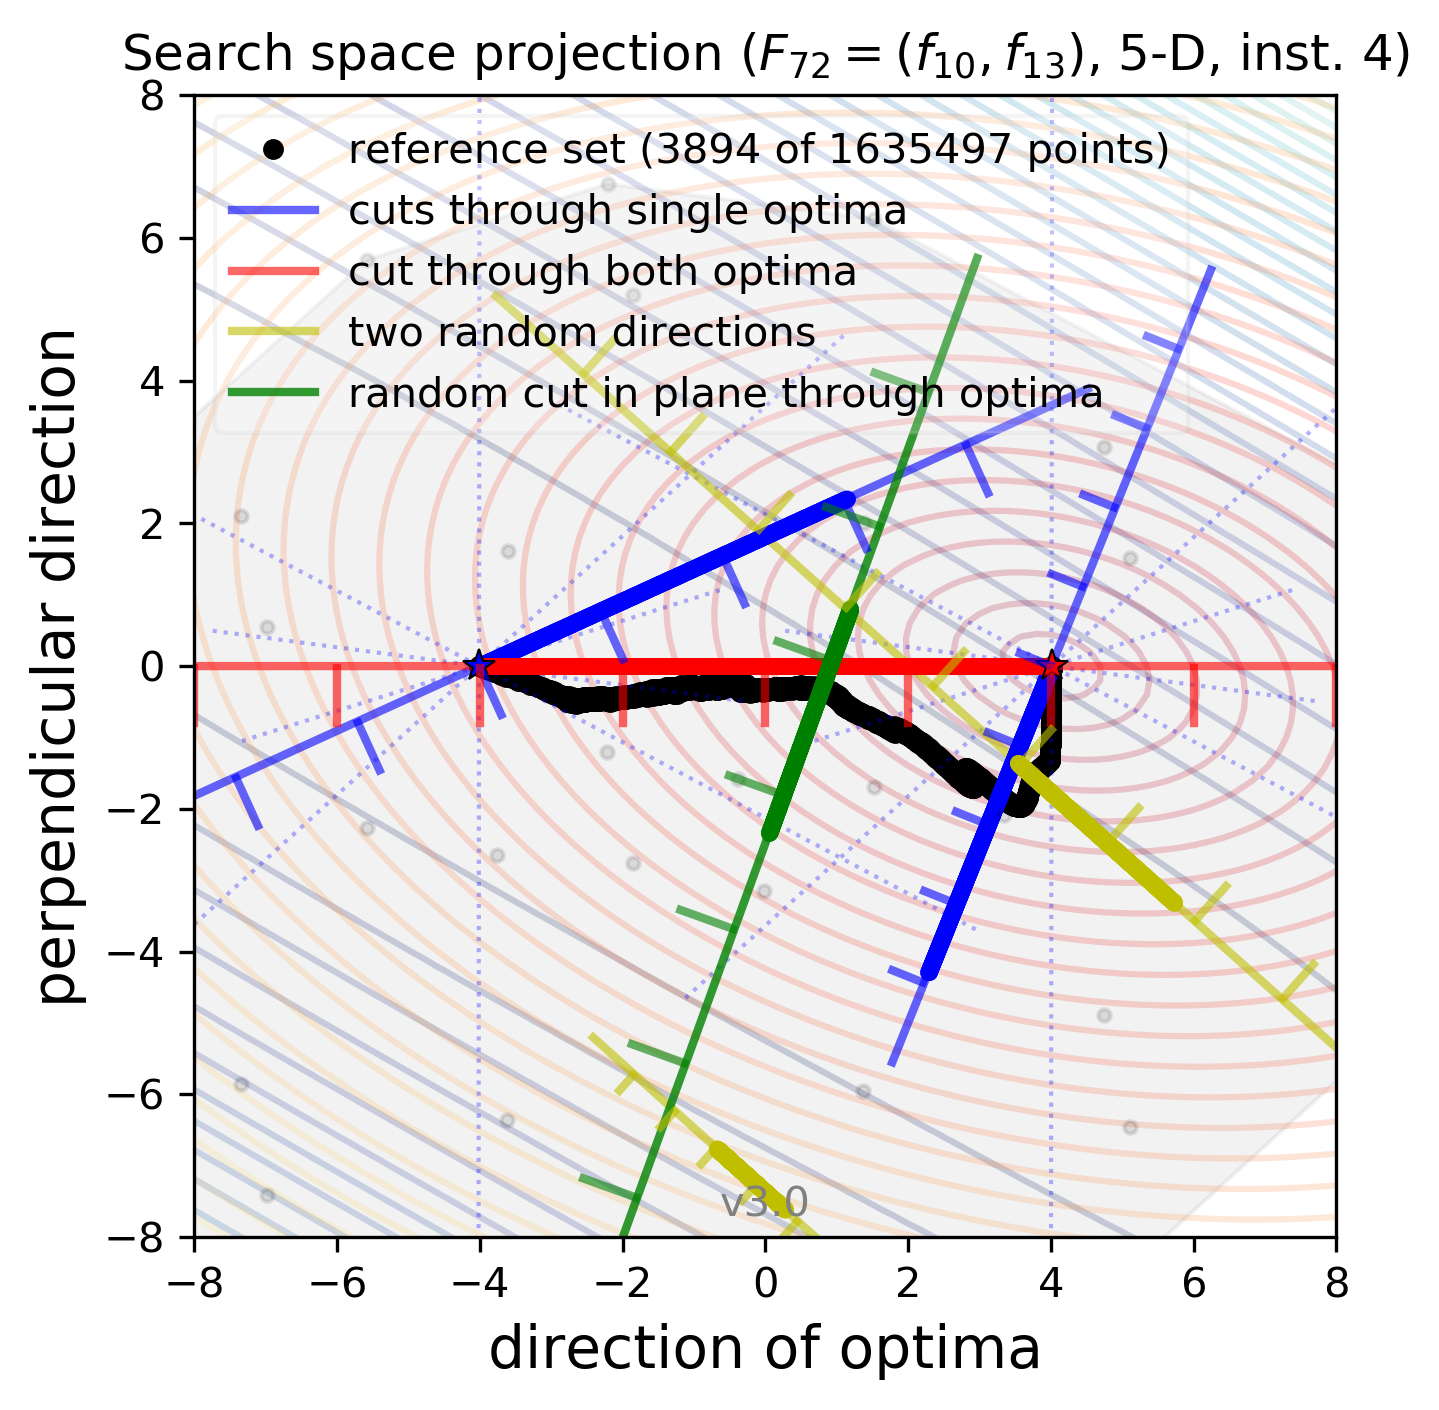 Search space projection (F₇₂ = (f₁₀, f₁₃), 5-D, inst. 4)
reference set (3894 of 1635497 points)
cuts through single optima
cut through both optima
two random directions
random cut in plane through optima
perpendicular direction
8
6
4
2
0
−2
−4
−6
−8
v3.0
−8 −6 −4 −2 0 2 4 6 8
direction of optima